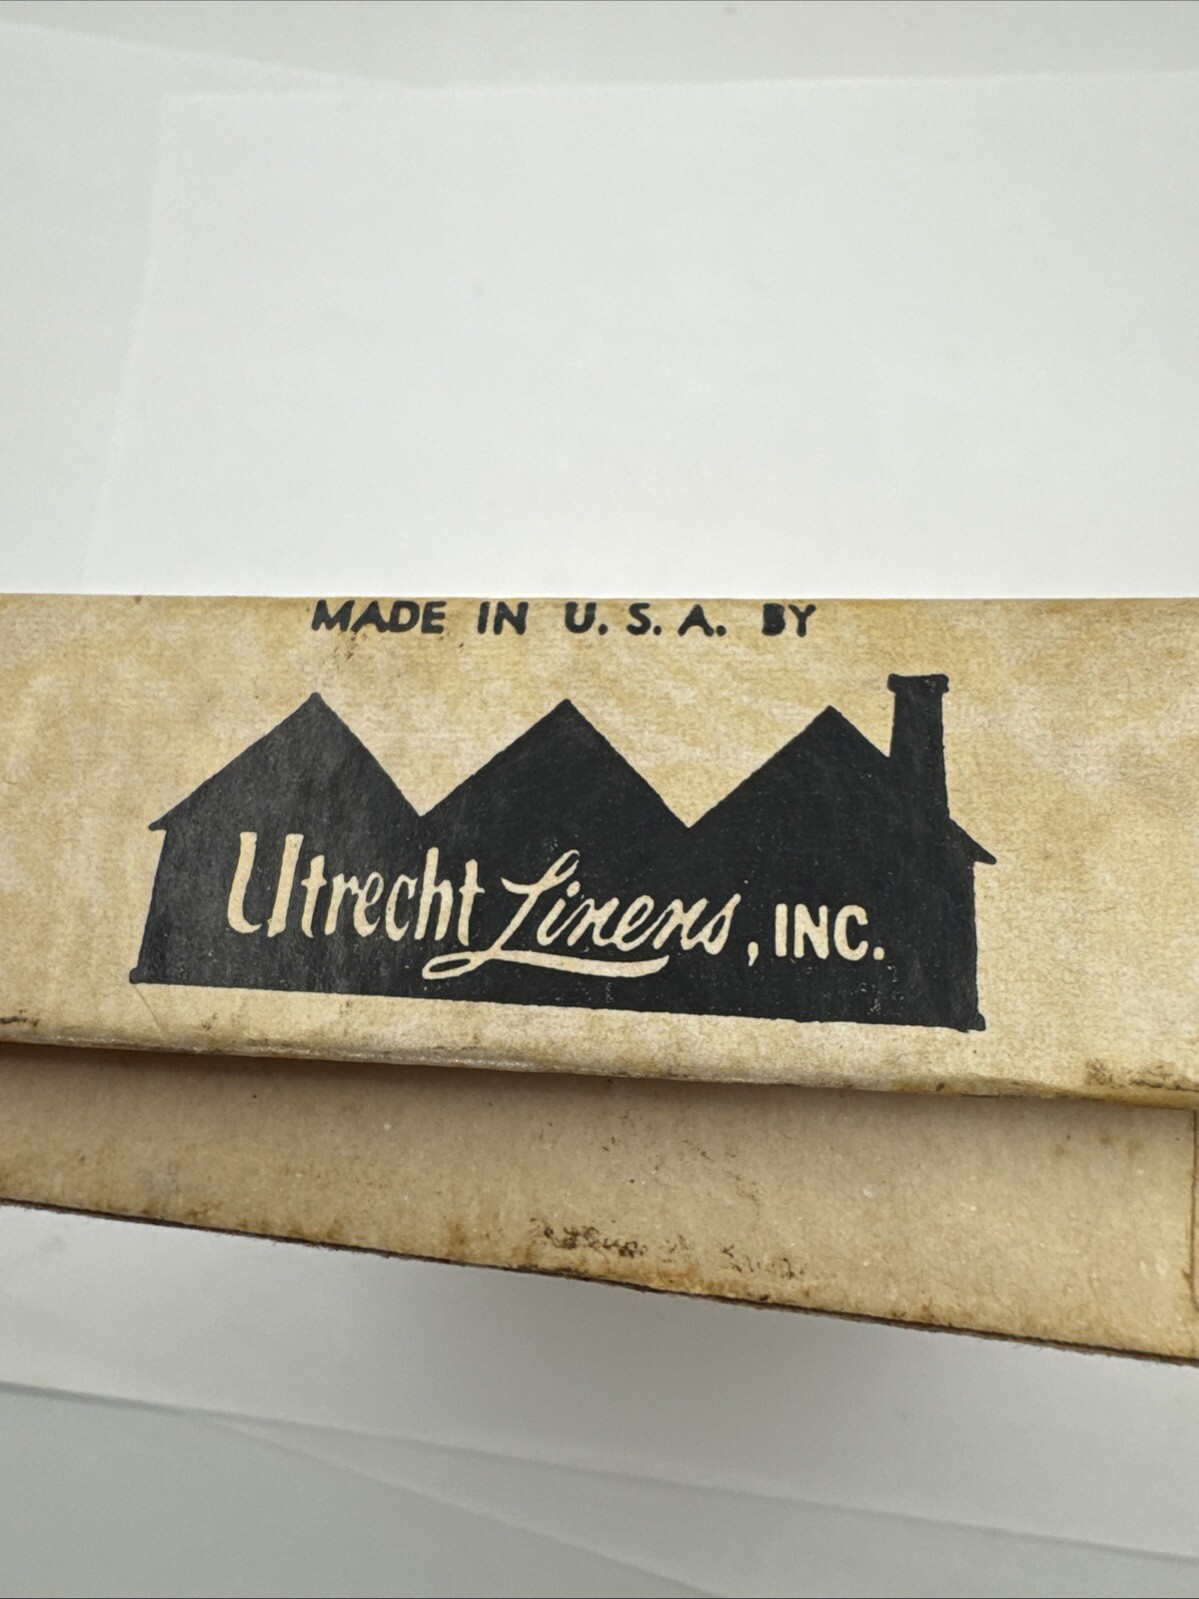 MADE IN U. S. A. BY
Utrecht Linens, INC.